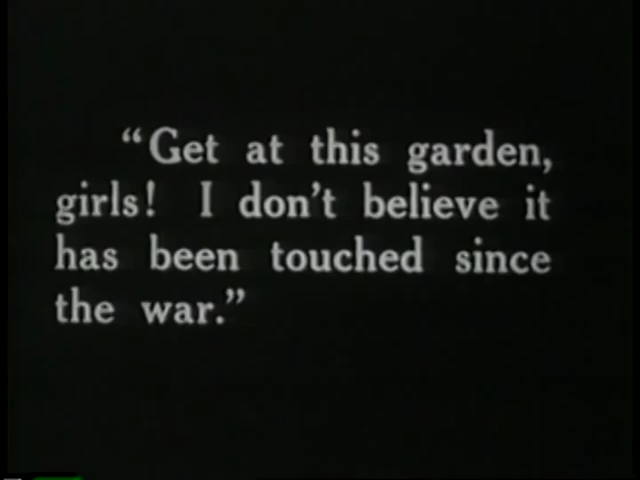 “Get at this garden,
girls! I don’t believe it
has been touched since
the war.”